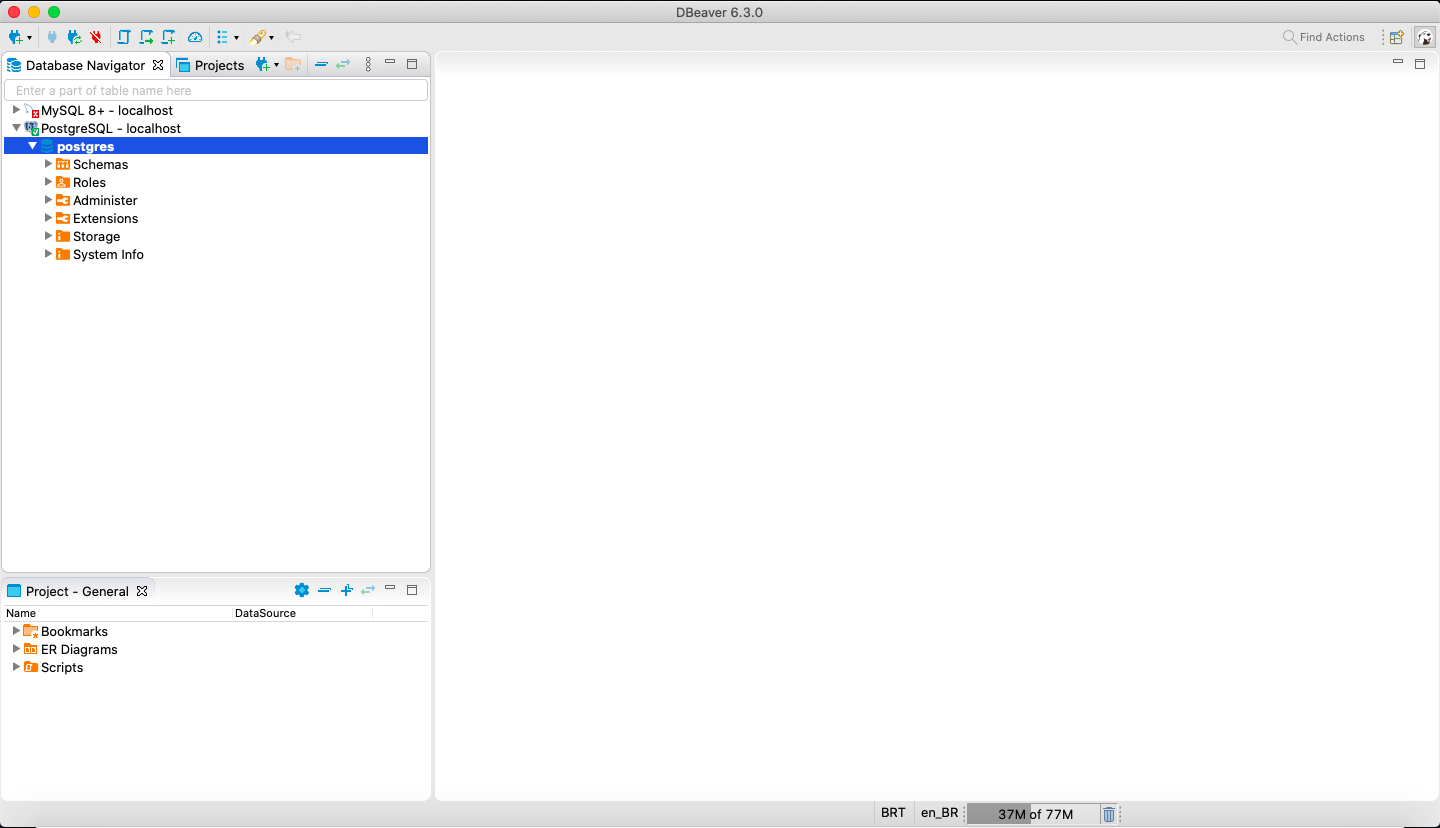 DBeaver 6.3.0
Find Actions
Database Navigator
Projects
Enter a part of table name here
MySQL 8+ - localhost
PostgreSQL - localhost
postgres
Schemas
Roles
Administer
Extensions
Storage
System Info
Project - General
Name DataSource
Bookmarks
ER Diagrams
Scripts
BRT en_BR 37M of 77M